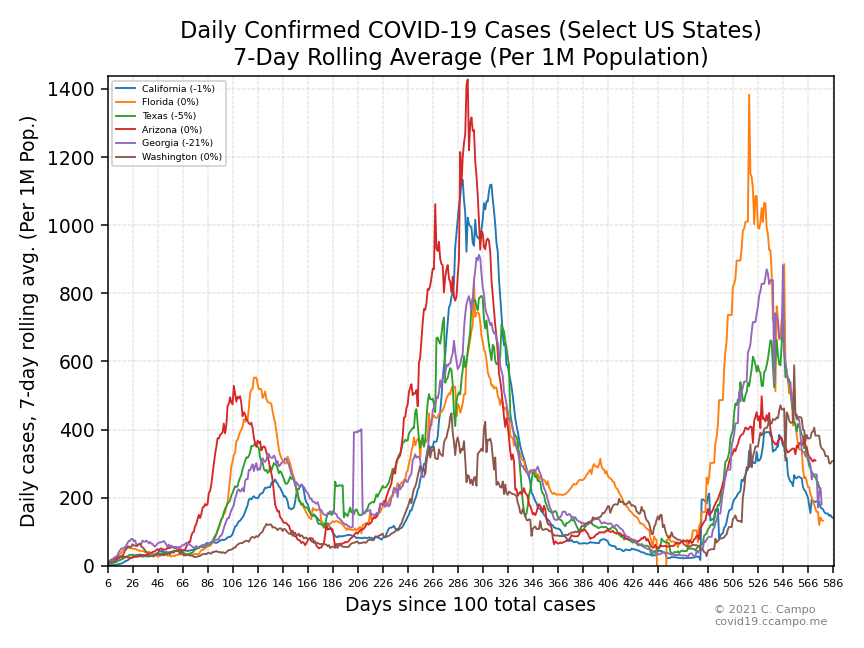 Daily Confirmed COVID-19 Cases (Select US States)
7-Day Rolling Average (Per 1M Population)
Daily cases, 7-day rolling avg. (Per 1M Pop.)
1400
1200
1000
800
600
400
200
0
California (-1%)
Florida (0%)
Texas (-5%)
Arizona (0%)
Georgia (-21%)
Washington (0%)
6 26 46 66 86 106 126 146 166 186 206 226 246 266 286 306 326 346 366 386 406 426 446 466 486 506 526 546 566 586
Days since 100 total cases
© 2021 C. Campo
covid19.ccampo.me